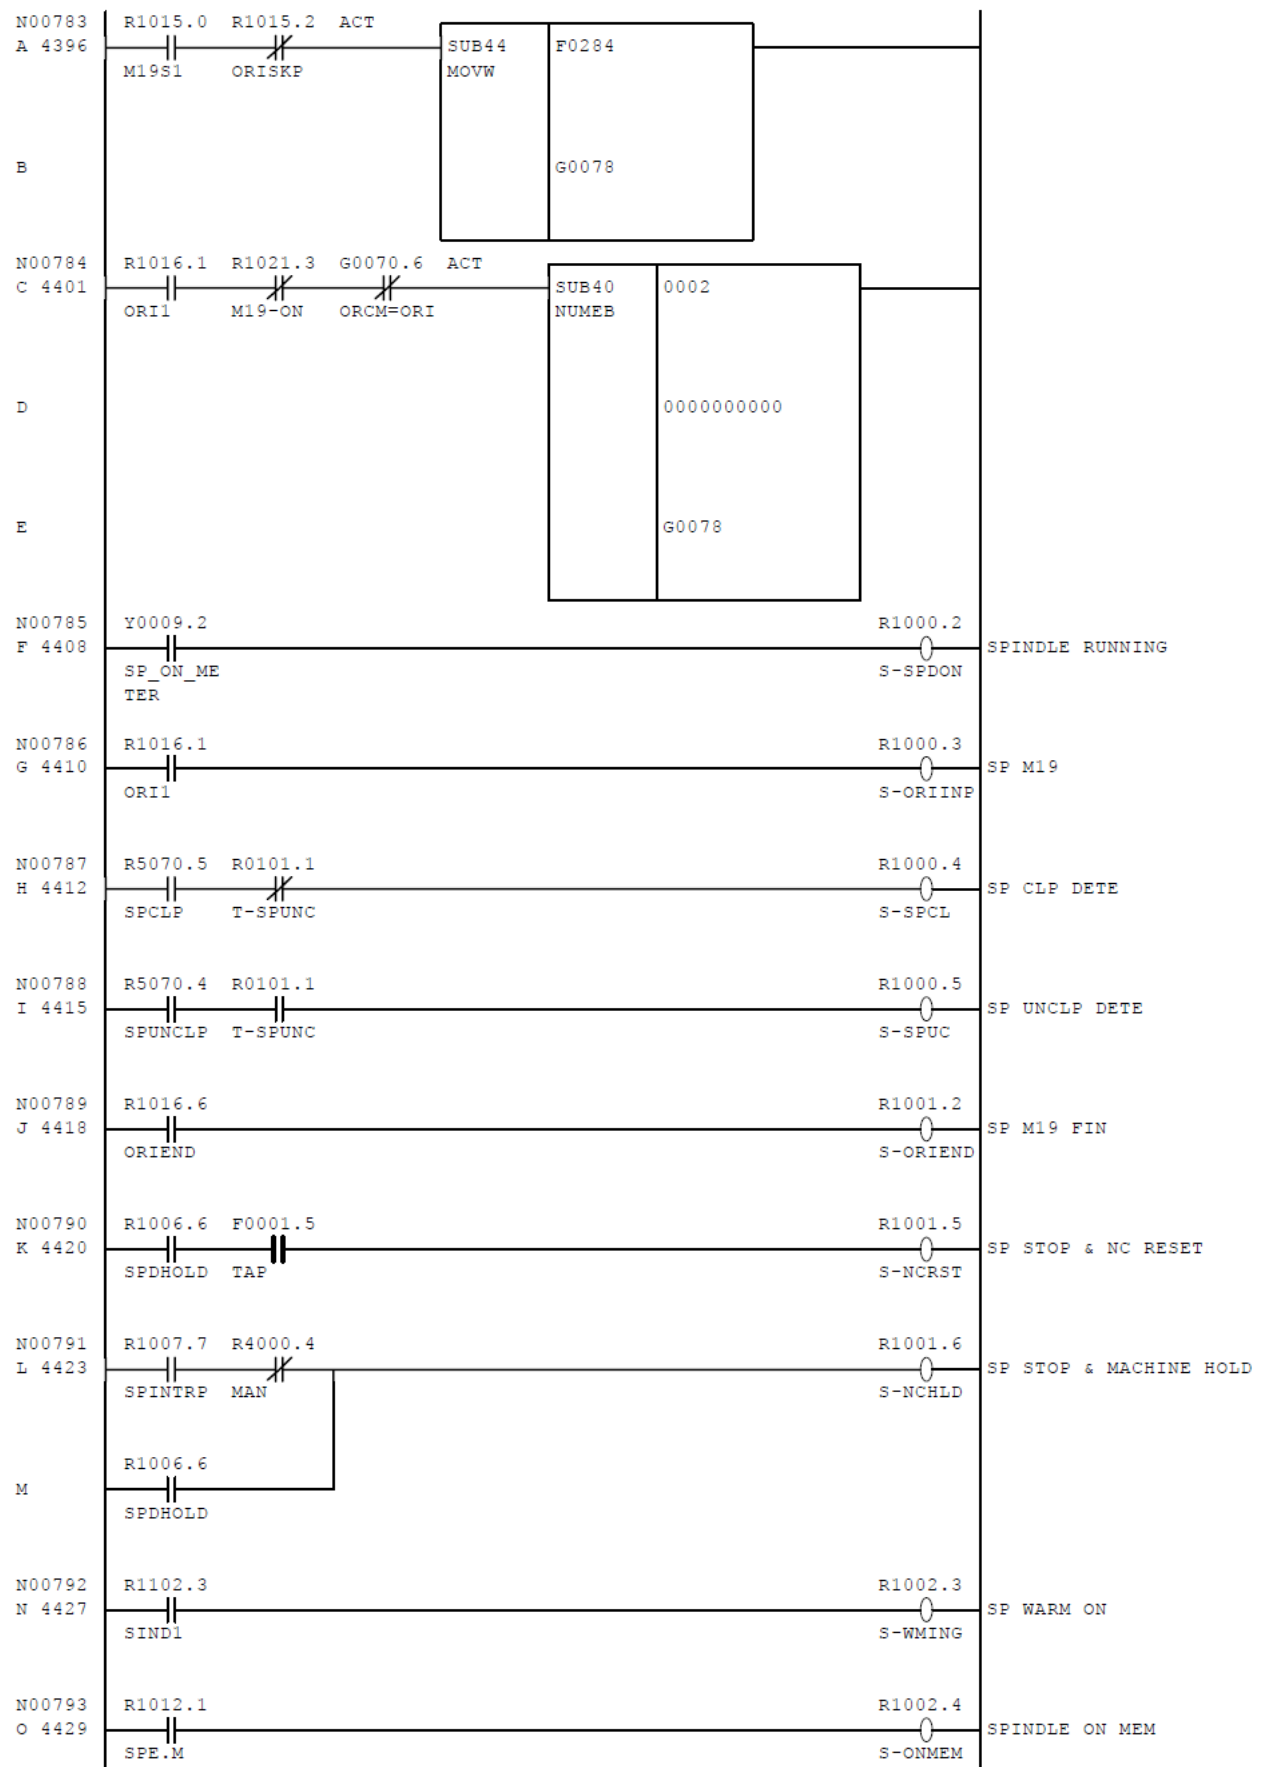 N00783 R1015.0 R1015.2 ACT
A 4396 SUB44 F0284
M19S1 ORISKP MOVW
B G0078
N00784 R1016.1 R1021.3 G0070.6 ACT
C 4401 SUB40 0002
ORI1 M19-ON ORCM=ORI NUMEB
D 0000000000
E G0078
N00785 Y0009.2 R1000.2
F 4408 SPINDLE RUNNING
SP_ON_ME S-SPDON
TER
N00786 R1016.1 R1000.3
G 4410 SP M19
ORI1 S-ORIINP
N00787 R5070.5 R0101.1 R1000.4
H 4412 SP CLP DETE
SPCLP T-SPUNC S-SPCL
N00788 R5070.4 R0101.1 R1000.5
I 4415 SP UNCLP DETE
SPUNCLP T-SPUNC S-SPUC
N00789 R1016.6 R1001.2
J 4418 SP M19 FIN
ORIEND S-ORIEND
N00790 R1006.6 F0001.5 R1001.5
K 4420 SP STOP & NC RESET
SPDHOLD TAP S-NCRST
N00791 R1007.7 R4000.4 R1001.6
L 4423 SP STOP & MACHINE HOLD
SPINTRP MAN S-NCHLD
R1006.6
M
SPDHOLD
N00792 R1102.3 R1002.3
N 4427 SP WARM ON
SIND1 S-WMING
N00793 R1012.1 R1002.4
O 4429 SPINDLE ON MEM
SPE.M S-ONMEM